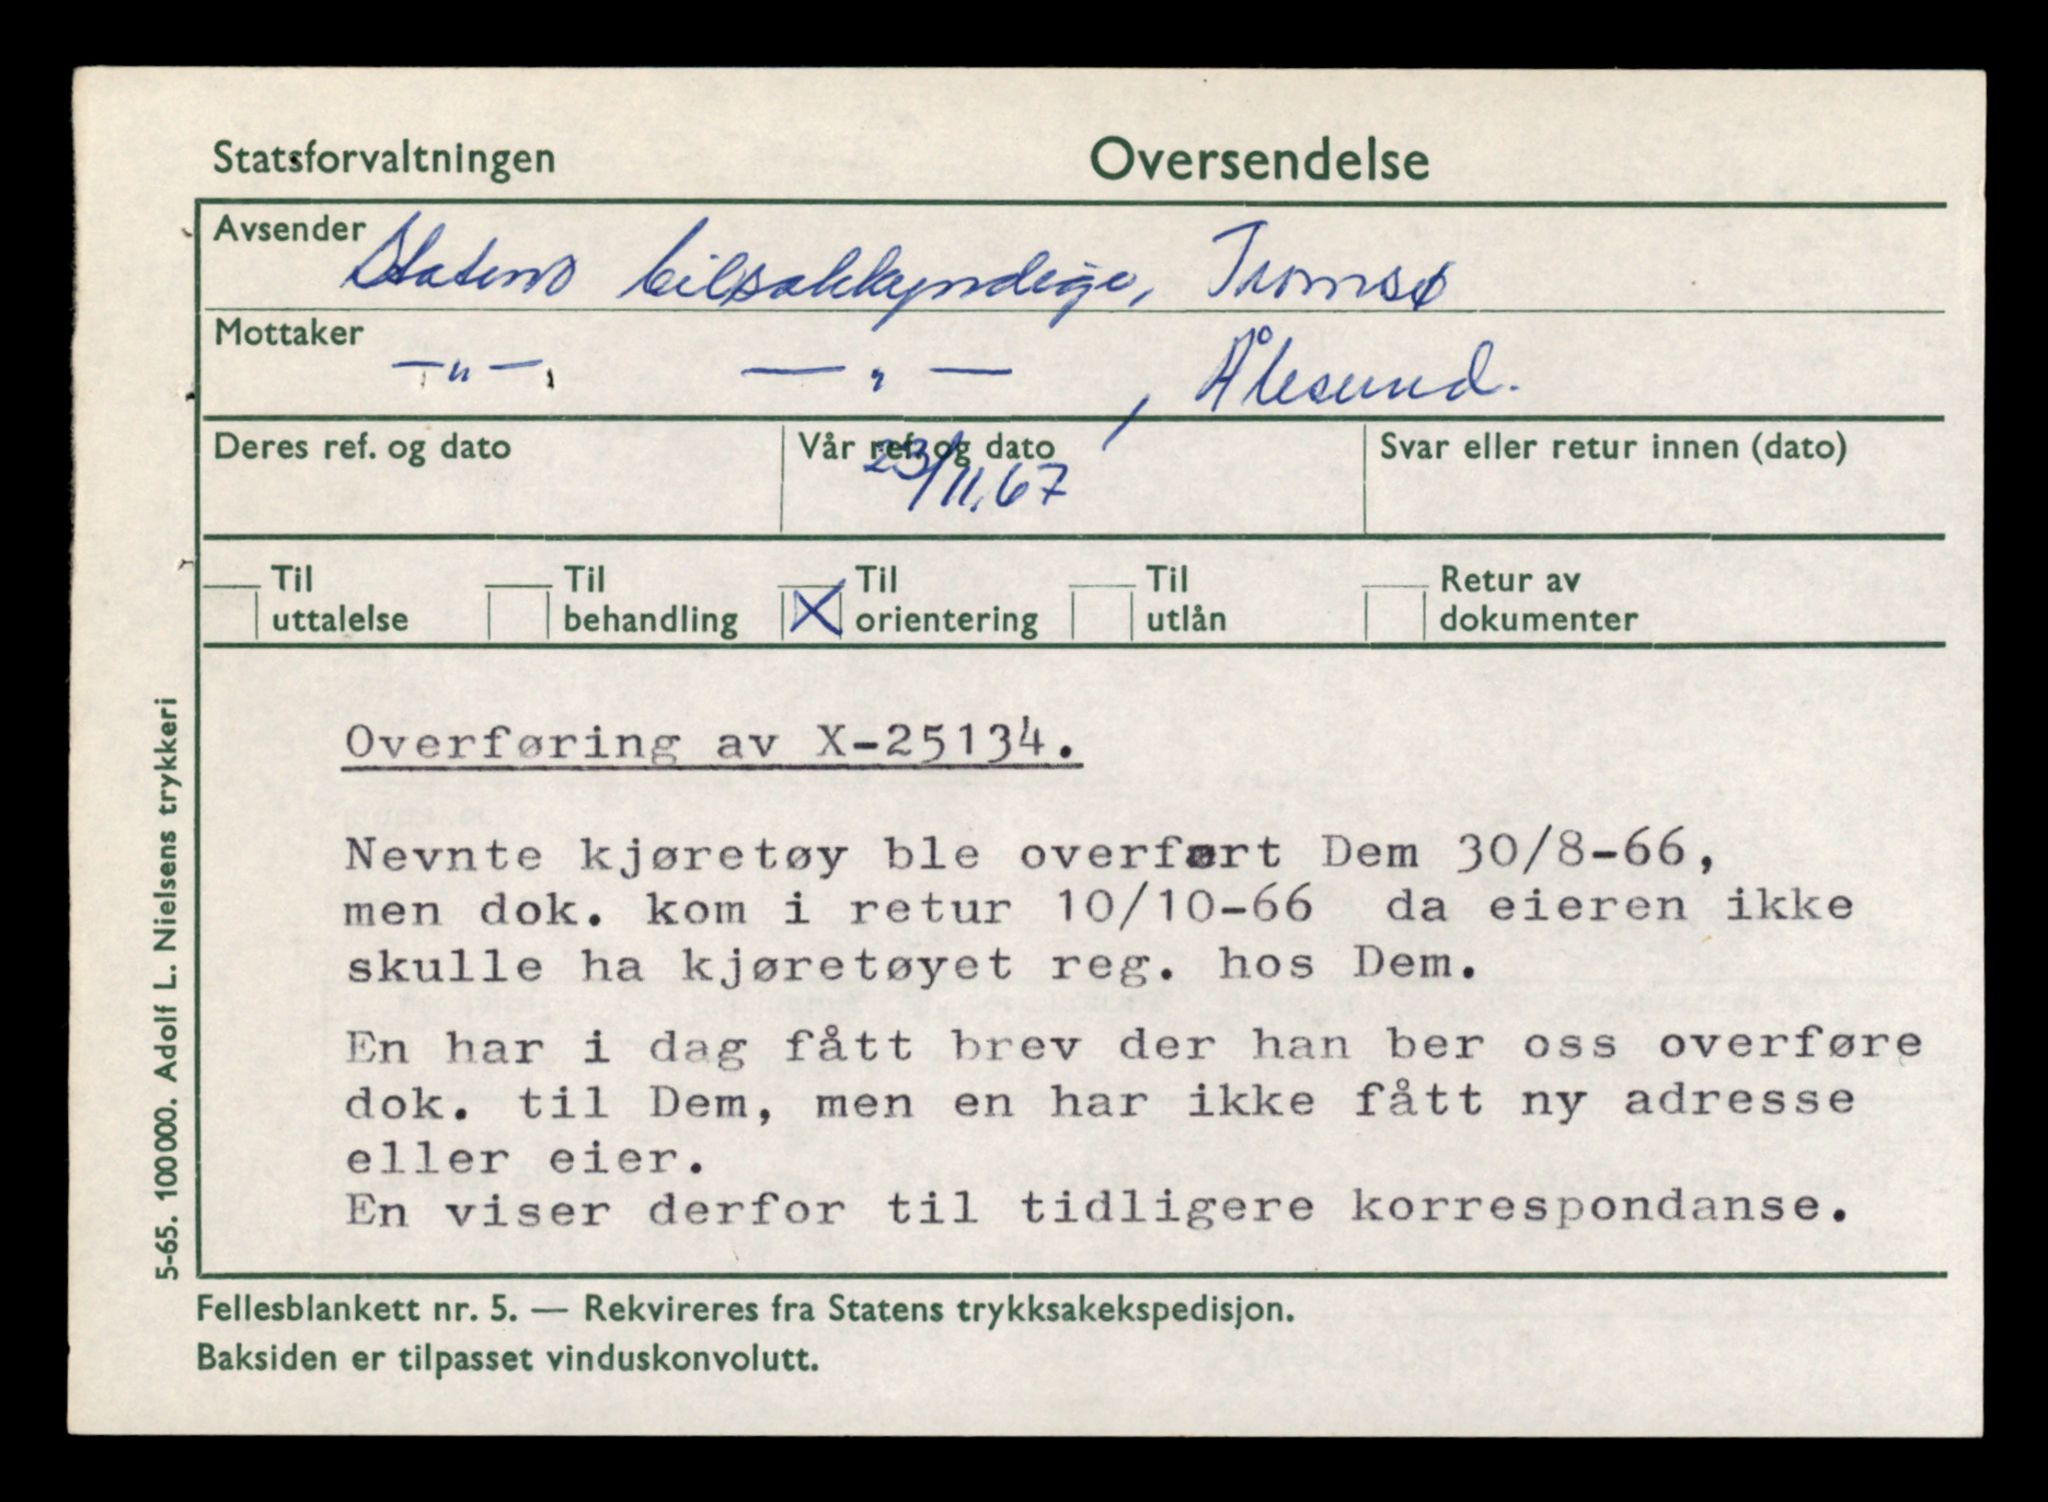 Statsforvaltningen
Oversendelse
Avsender Statens bilsakkyndige, Tromsø
Mottaker —"— —"—, Ålesund.
Deres ref. og dato
Vår ref. og dato
23/11.67
Svar eller retur innen (dato)
Til uttalelse
Til behandling
X Til orientering
Til utlån
Retur av dokumenter
Overføring av X-25134.
Nevnte kjøretøy ble overført Dem 30/8-66,
men dok. kom i retur 10/10-66 da eieren ikke
skulle ha kjøretøyet reg. hos Dem.
En har i dag fått brev der han ber oss overføre
dok. til Dem, men en har ikke fått ny adresse
eller eier.
En viser derfor til tidligere korrespondanse.
5-65. 100 000. Adolf L. Nielsens trykkeri
Fellesblankett nr. 5. — Rekvireres fra Statens trykksakekspedisjon.
Baksiden er tilpasset vinduskonvolutt.